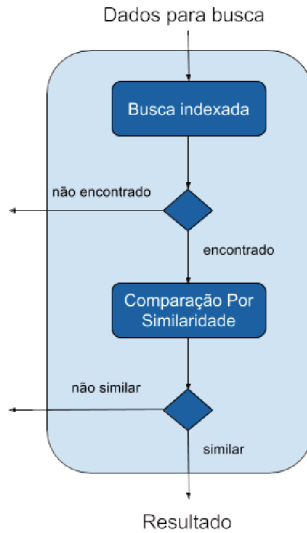 Dados para busca
Busca indexada
não encontrado
encontrado
Comparação Por
Similaridade
não similar
similar
Resultado